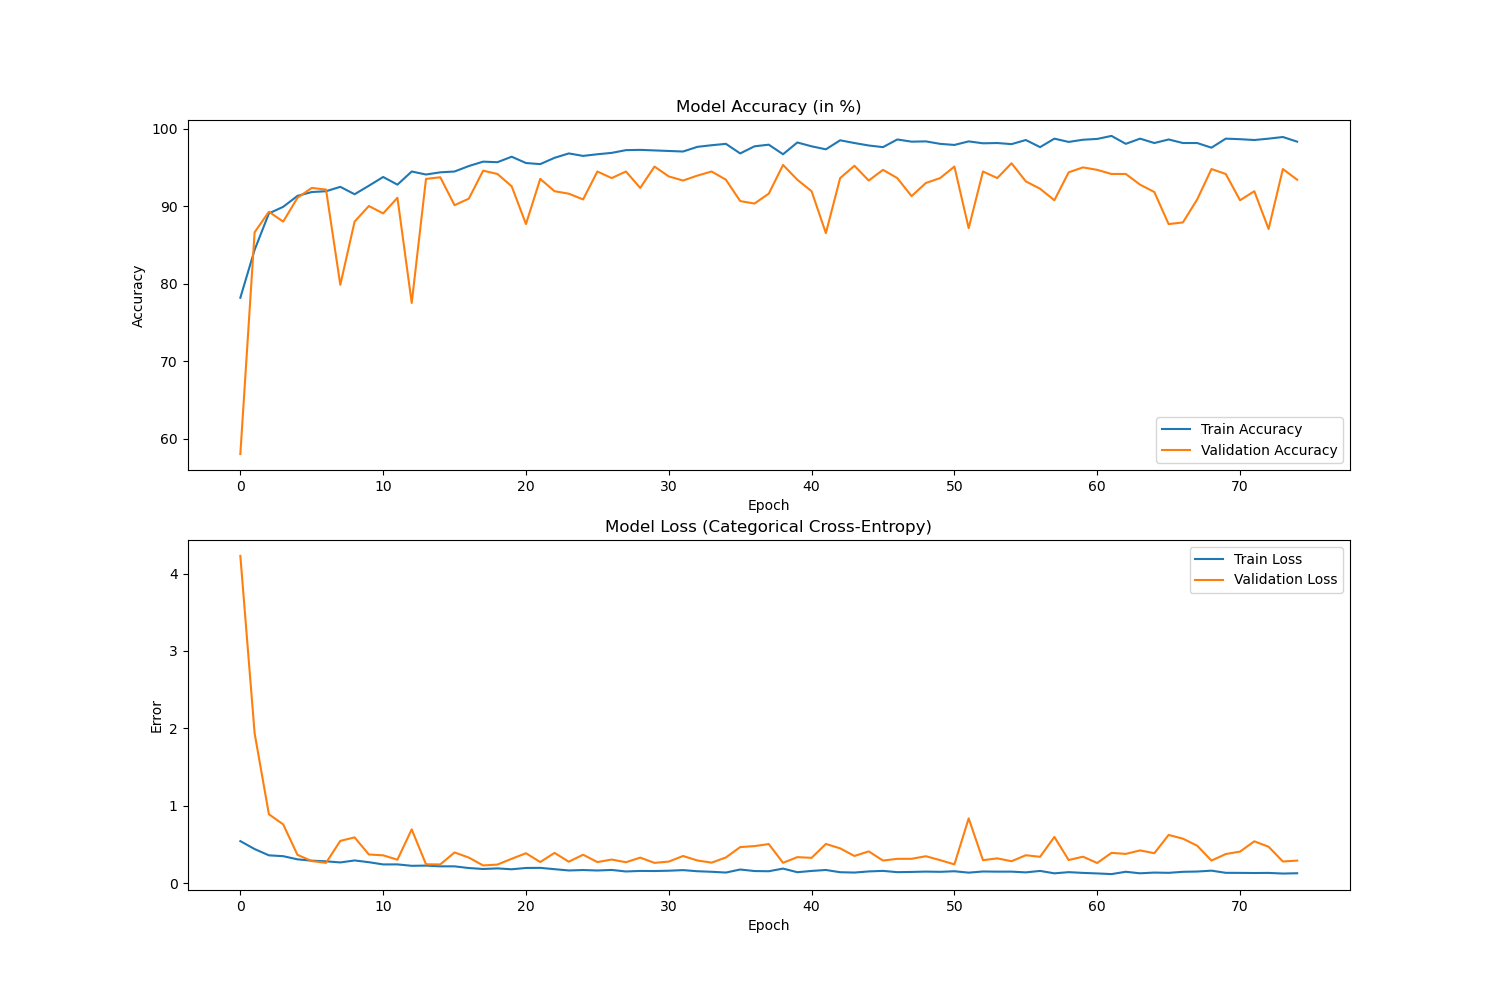 Model Accuracy (in %)
100
90
80
70
60
Accuracy
Train Accuracy
Validation Accuracy
0 10 20 30 40 50 60 70
Epoch
Model Loss (Categorical Cross-Entropy)
4
3
2
1
0
Error
Train Loss
Validation Loss
0 10 20 30 40 50 60 70
Epoch